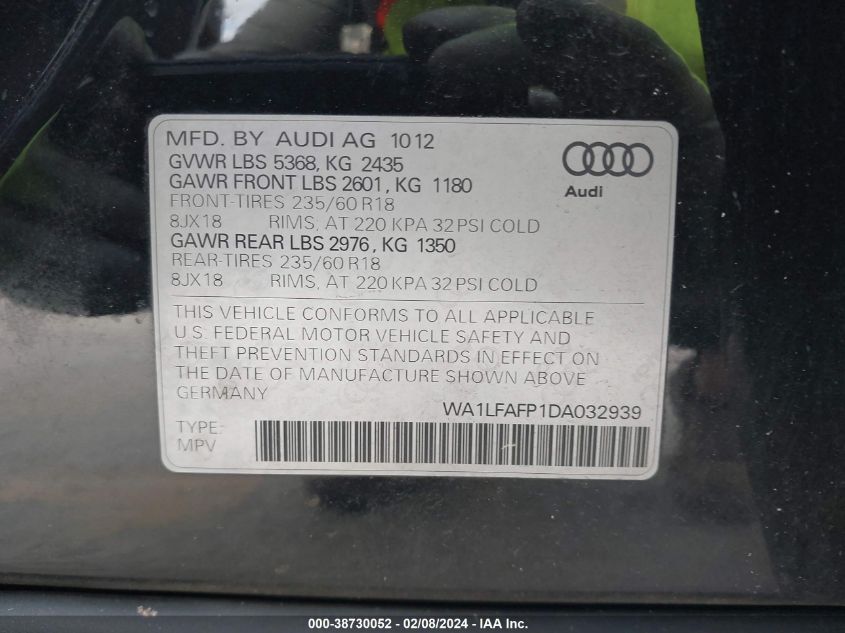 MFD. BY AUDI AG 10 12
GVWR LBS 5368, KG 2435
GAWR FRONT LBS 2601, KG 1180
FRONT-TIRES 235/60 R18
8JX18 RIMS, AT 220 KPA 32 PSI COLD
GAWR REAR LBS 2976, KG 1350
REAR-TIRES 235/60 R18
8JX18 RIMS, AT 220 KPA 32 PSI COLD
Audi
THIS VEHICLE CONFORMS TO ALL APPLICABLE
U.S. FEDERAL MOTOR VEHICLE SAFETY AND
THEFT PREVENTION STANDARDS IN EFFECT ON
THE DATE OF MANUFACTURE SHOWN ABOVE
GERMANY
WA1LFAFP1DA032939
TYPE:
MPV
000-38730052 - 02/08/2024 - IAA Inc.